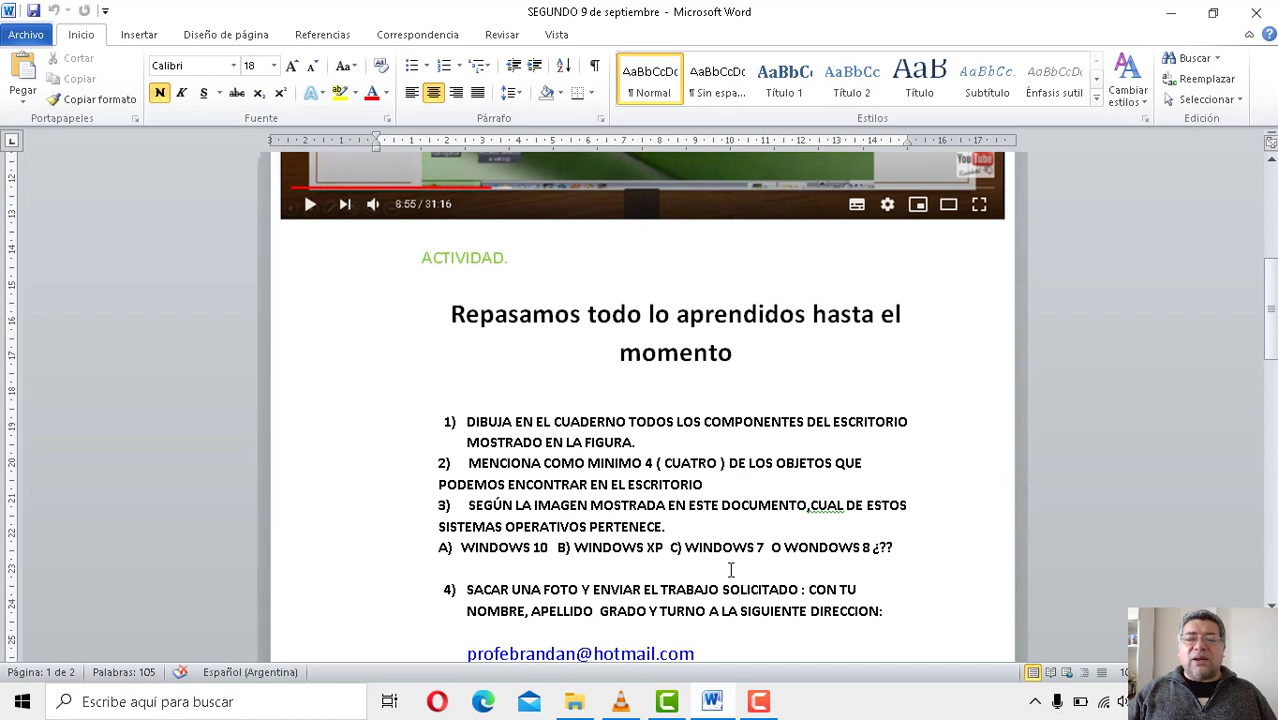 SEGUNDO 9 de septiembre - Microsoft Word
Archivo Inicio Insertar Diseño de página Referencias Correspondencia Revisar Vista
Pegar
Cortar
Copiar
Copiar formato
Portapapeles
Calibri 18
Fuente
Párrafo
AaBbCcDc AaBbCcDc AaBbC AaBbCc AaB AaBbCc. AaBbCcDc
¶ Normal ¶ Sin espa... Título 1 Título 2 Título Subtítulo Énfasis sutil
Cambiar estilos
Estilos
Buscar
Reemplazar
Seleccionar
Edición
YouTube
8:55 / 31:16
ACTIVIDAD.
Repasamos todo lo aprendidos hasta el
momento
1) DIBUJA EN EL CUADERNO TODOS LOS COMPONENTES DEL ESCRITORIO
MOSTRADO EN LA FIGURA.
2) MENCIONA COMO MINIMO 4 ( CUATRO ) DE LOS OBJETOS QUE
PODEMOS ENCONTRAR EN EL ESCRITORIO
3) SEGÚN LA IMAGEN MOSTRADA EN ESTE DOCUMENTO,CUAL DE ESTOS
SISTEMAS OPERATIVOS PERTENECE.
A) WINDOWS 10 B) WINDOWS XP C) WINDOWS 7 O WONDOWS 8 ¿??
4) SACAR UNA FOTO Y ENVIAR EL TRABAJO SOLICITADO : CON TU
NOMBRE, APELLIDO GRADO Y TURNO A LA SIGUIENTE DIRECCION:
profebrandan@hotmail.com
Página: 1 de 2 Palabras: 105 Español (Argentina)
Escribe aquí para buscar